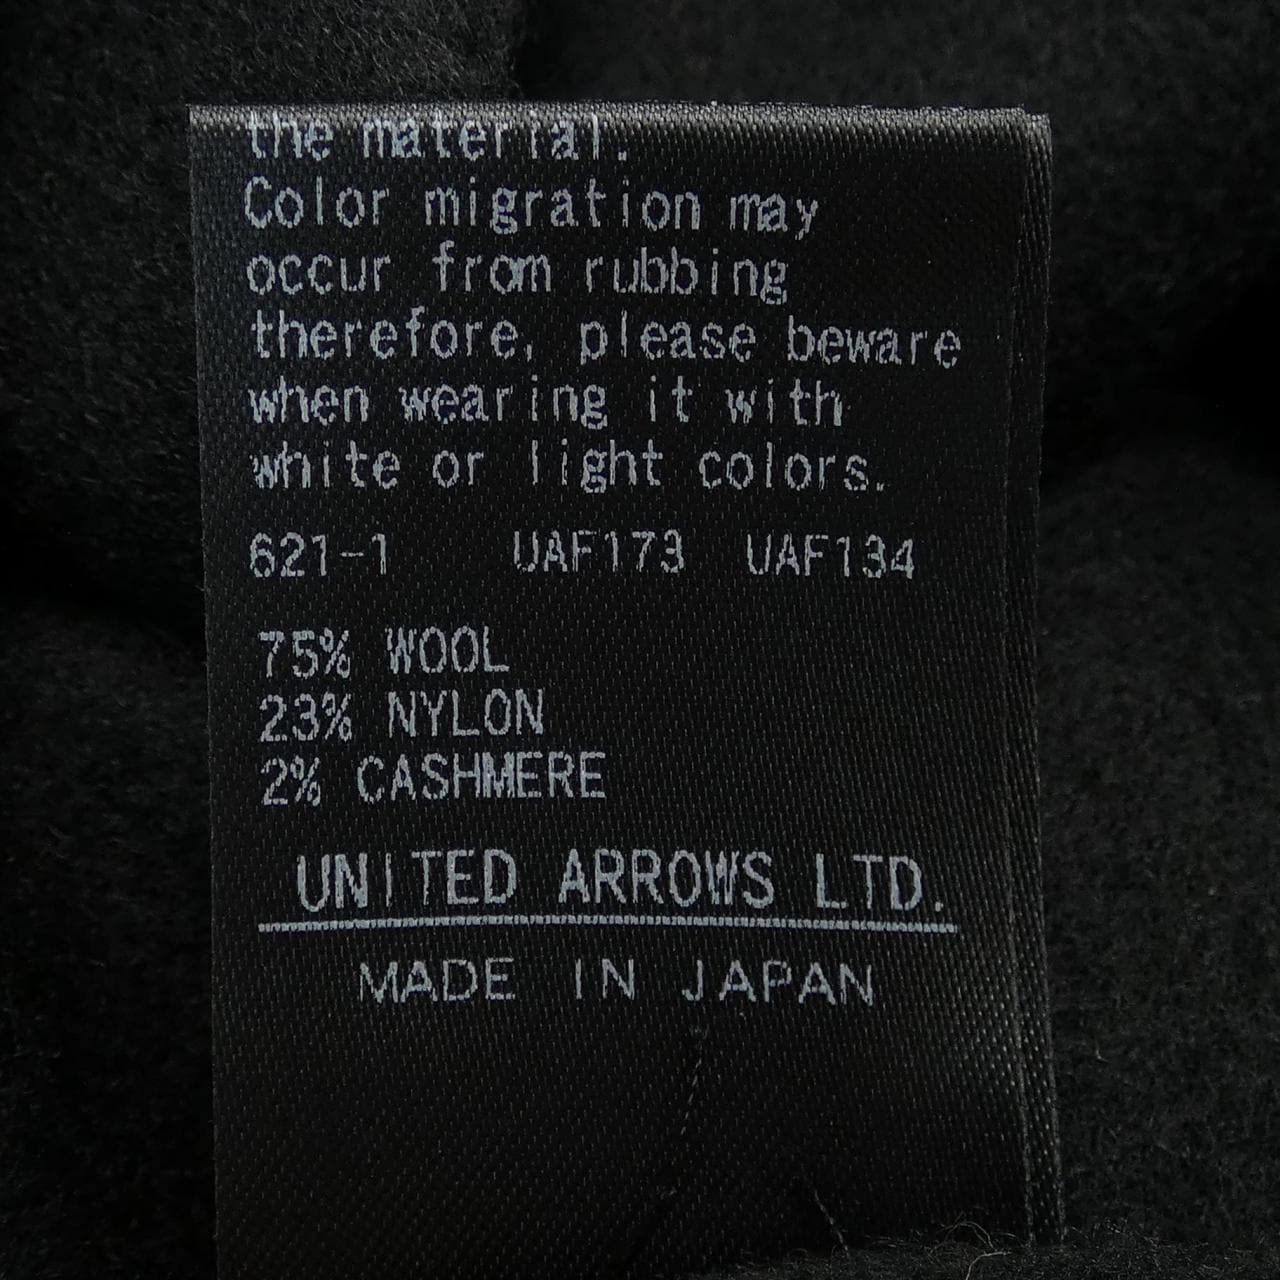 the material.
Color migration may
occur from rubbing
therefore, please beware
when wearing it with
white or light colors.
621-1 UAF173 UAF134
75% WOOL
23% NYLON
2% CASHMERE
UNITED ARROWS LTD.
MADE IN JAPAN